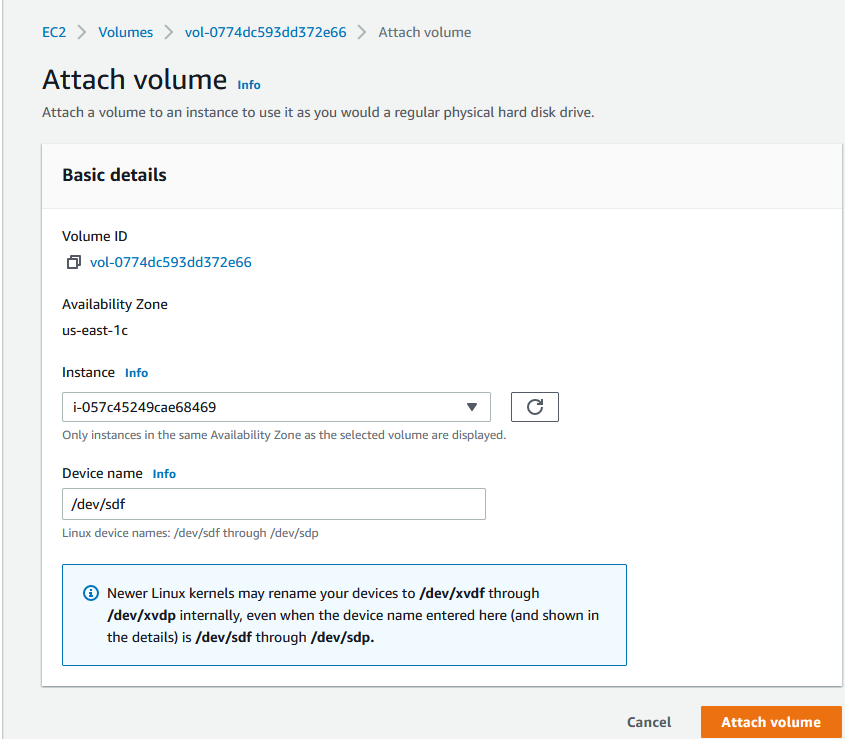 EC2 > Volumes > vol-0774dc593dd372e66 > Attach volume
Attach volume Info
Attach a volume to an instance to use it as you would a regular physical hard disk drive.
Basic details
Volume ID
vol-0774dc593dd372e66
Availability Zone
us-east-1c
Instance Info
i-057c45249cae68469
Only instances in the same Availability Zone as the selected volume are displayed.
Device name Info
/dev/sdf
Linux device names: /dev/sdf through /dev/sdp
Newer Linux kernels may rename your devices to /dev/xvdf through
/dev/xvdp internally, even when the device name entered here (and shown in
the details) is /dev/sdf through /dev/sdp.
Cancel Attach volume